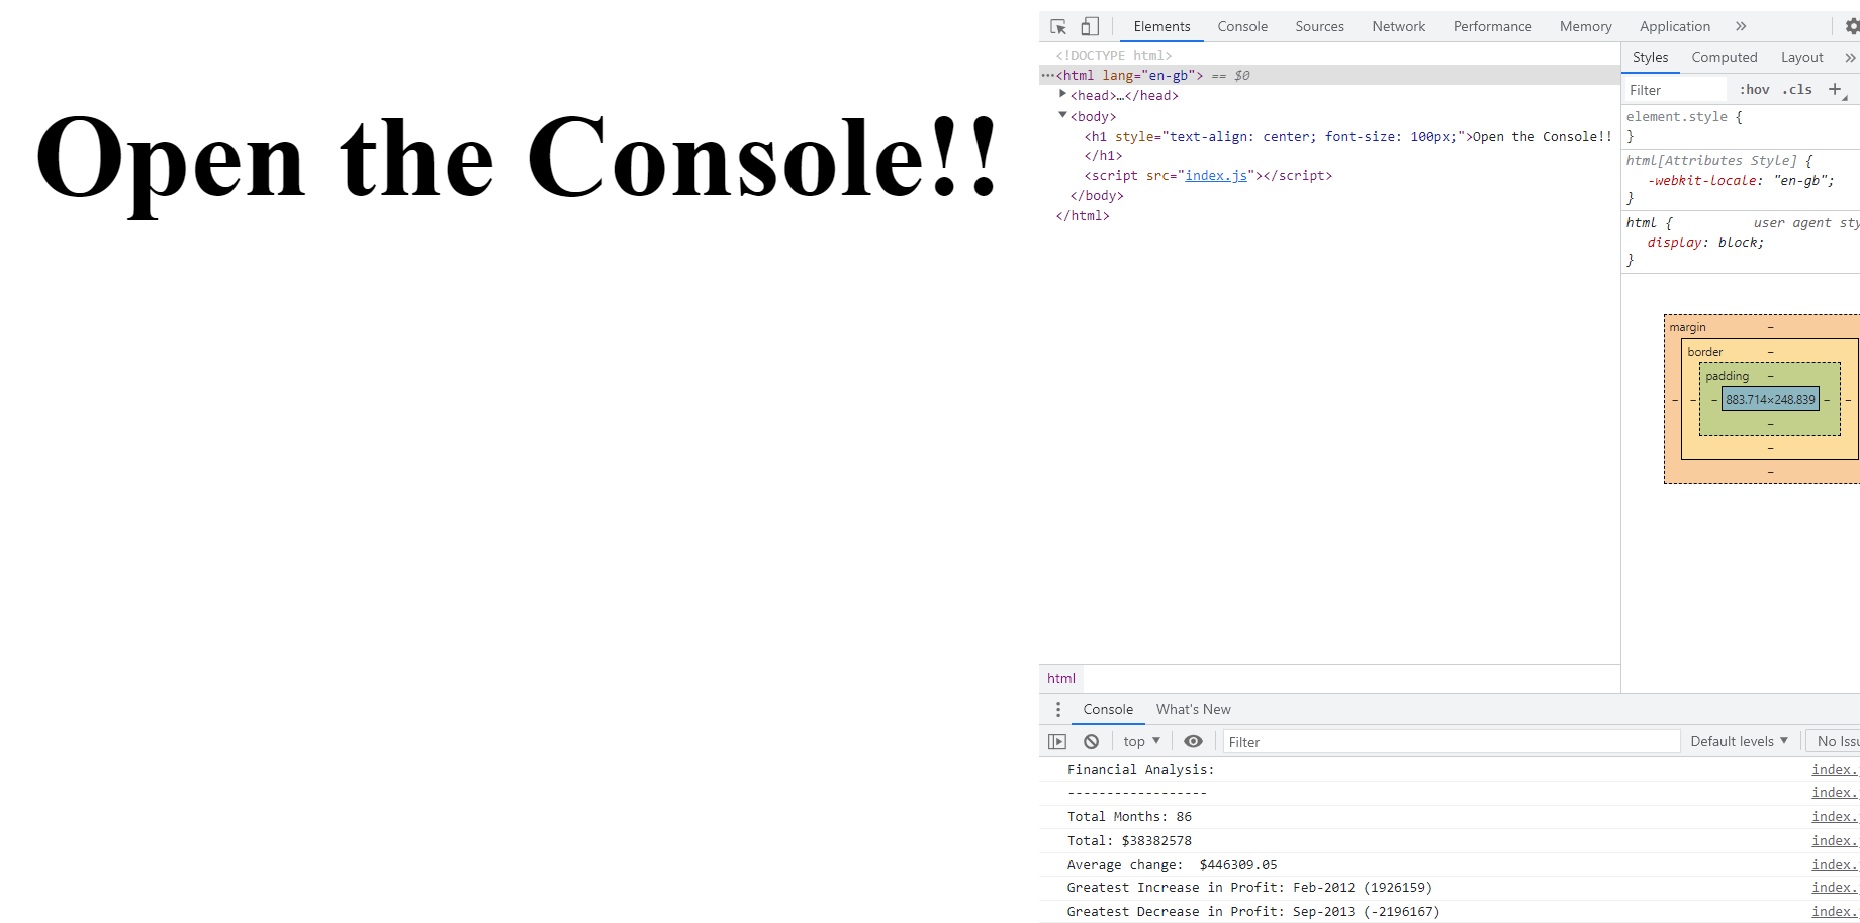 Open the Console!!
Elements Console Sources Network Performance Memory Application »
<!DOCTYPE html>
···<html lang="en-gb"> == $0
<head>…</head>
<body>
<h1 style="text-align: center; font-size: 100px;">Open the Console!!
</h1>
<script src="index.js"></script>
</body>
</html>
Styles Computed Layout »
Filter :hov .cls +
element.style {
}
html[Attributes Style] {
-webkit-locale: "en-gb";
}
html { user agent sty
display: block;
}
margin –
border –
padding –
– – – 883.714×248.839 – –
–
–
–
html
Console What's New
top ▼ Filter Default levels ▼ No Issu
Financial Analysis: index.
------------------ index.
Total Months: 86 index.
Total: $38382578 index.
Average change:  $446309.05 index.
Greatest Increase in Profit: Feb-2012 (1926159) index.
Greatest Decrease in Profit: Sep-2013 (-2196167) index.